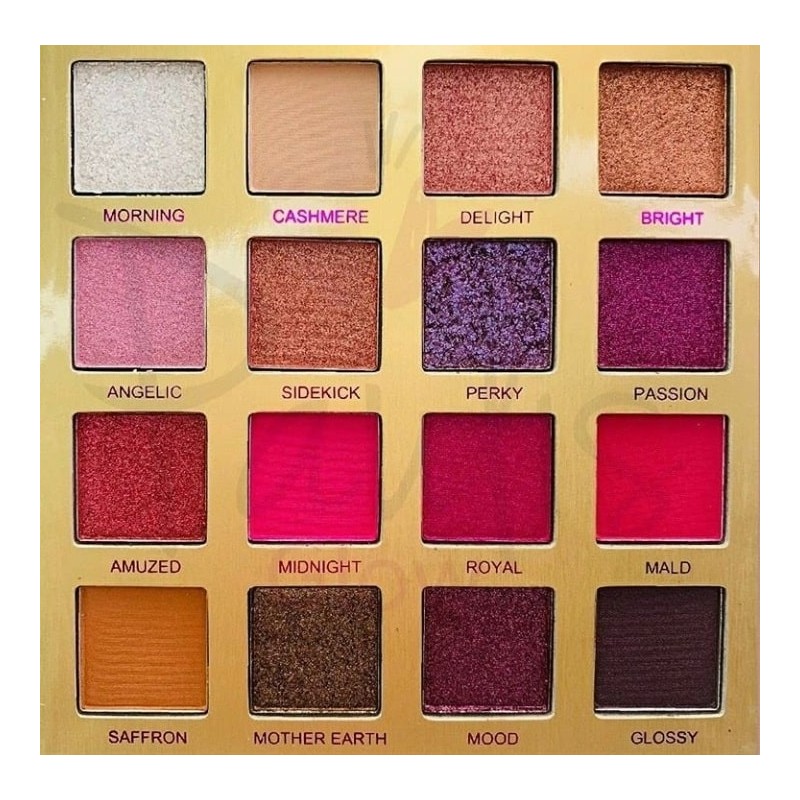 MORNING CASHMERE DELIGHT BRIGHT
ANGELIC SIDEKICK PERKY PASSION
AMUZED MIDNIGHT ROYAL MALD
SAFFRON MOTHER EARTH MOOD GLOSSY